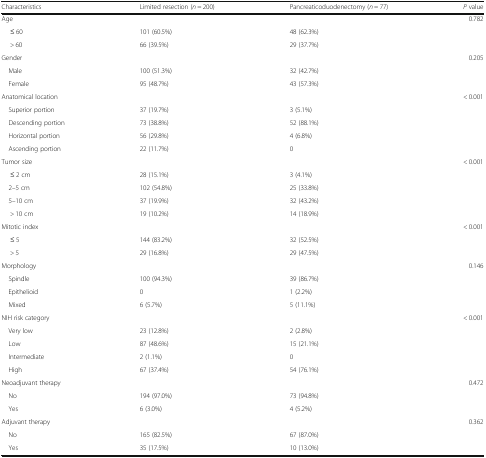 Characteristics Limited resection (n = 200) Pancreaticoduodenectomy (n = 77) P value
Age 0.782
≤ 60 101 (60.5%) 48 (62.3%)
> 60 66 (39.5%) 29 (37.7%)
Gender 0.205
Male 100 (51.3%) 32 (42.7%)
Female 95 (48.7%) 43 (57.3%)
Anatomical location < 0.001
Superior portion 37 (19.7%) 3 (5.1%)
Descending portion 73 (38.8%) 52 (88.1%)
Horizontal portion 56 (29.8%) 4 (6.8%)
Ascending portion 22 (11.7%) 0
Tumor size < 0.001
≤ 2 cm 28 (15.1%) 3 (4.1%)
2–5 cm 102 (54.8%) 25 (33.8%)
5–10 cm 37 (19.9%) 32 (43.2%)
> 10 cm 19 (10.2%) 14 (18.9%)
Mitotic index < 0.001
≤ 5 144 (83.2%) 32 (52.5%)
> 5 29 (16.8%) 29 (47.5%)
Morphology 0.146
Spindle 100 (94.3%) 39 (86.7%)
Epithelioid 0 1 (2.2%)
Mixed 6 (5.7%) 5 (11.1%)
NIH risk category < 0.001
Very low 23 (12.8%) 2 (2.8%)
Low 87 (48.6%) 15 (21.1%)
Intermediate 2 (1.1%) 0
High 67 (37.4%) 54 (76.1%)
Neoadjuvant therapy 0.472
No 194 (97.0%) 73 (94.8%)
Yes 6 (3.0%) 4 (5.2%)
Adjuvant therapy 0.362
No 165 (82.5%) 67 (87.0%)
Yes 35 (17.5%) 10 (13.0%)